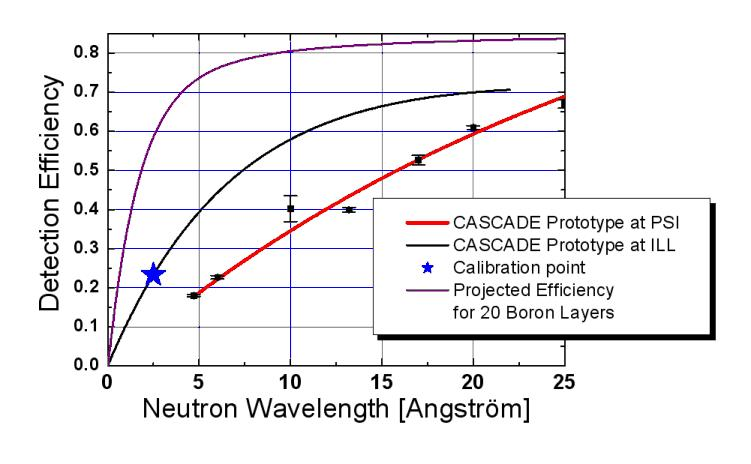 0.8
0.7
0.6
0.5
0.4
0.3
0.2
0.1
0.0
Detection Efficiency
0 5 10 15 20 25
Neutron Wavelength [Angström]
CASCADE Prototype at PSI
CASCADE Prototype at ILL
Calibration point
Projected Efficiency
for 20 Boron Layers